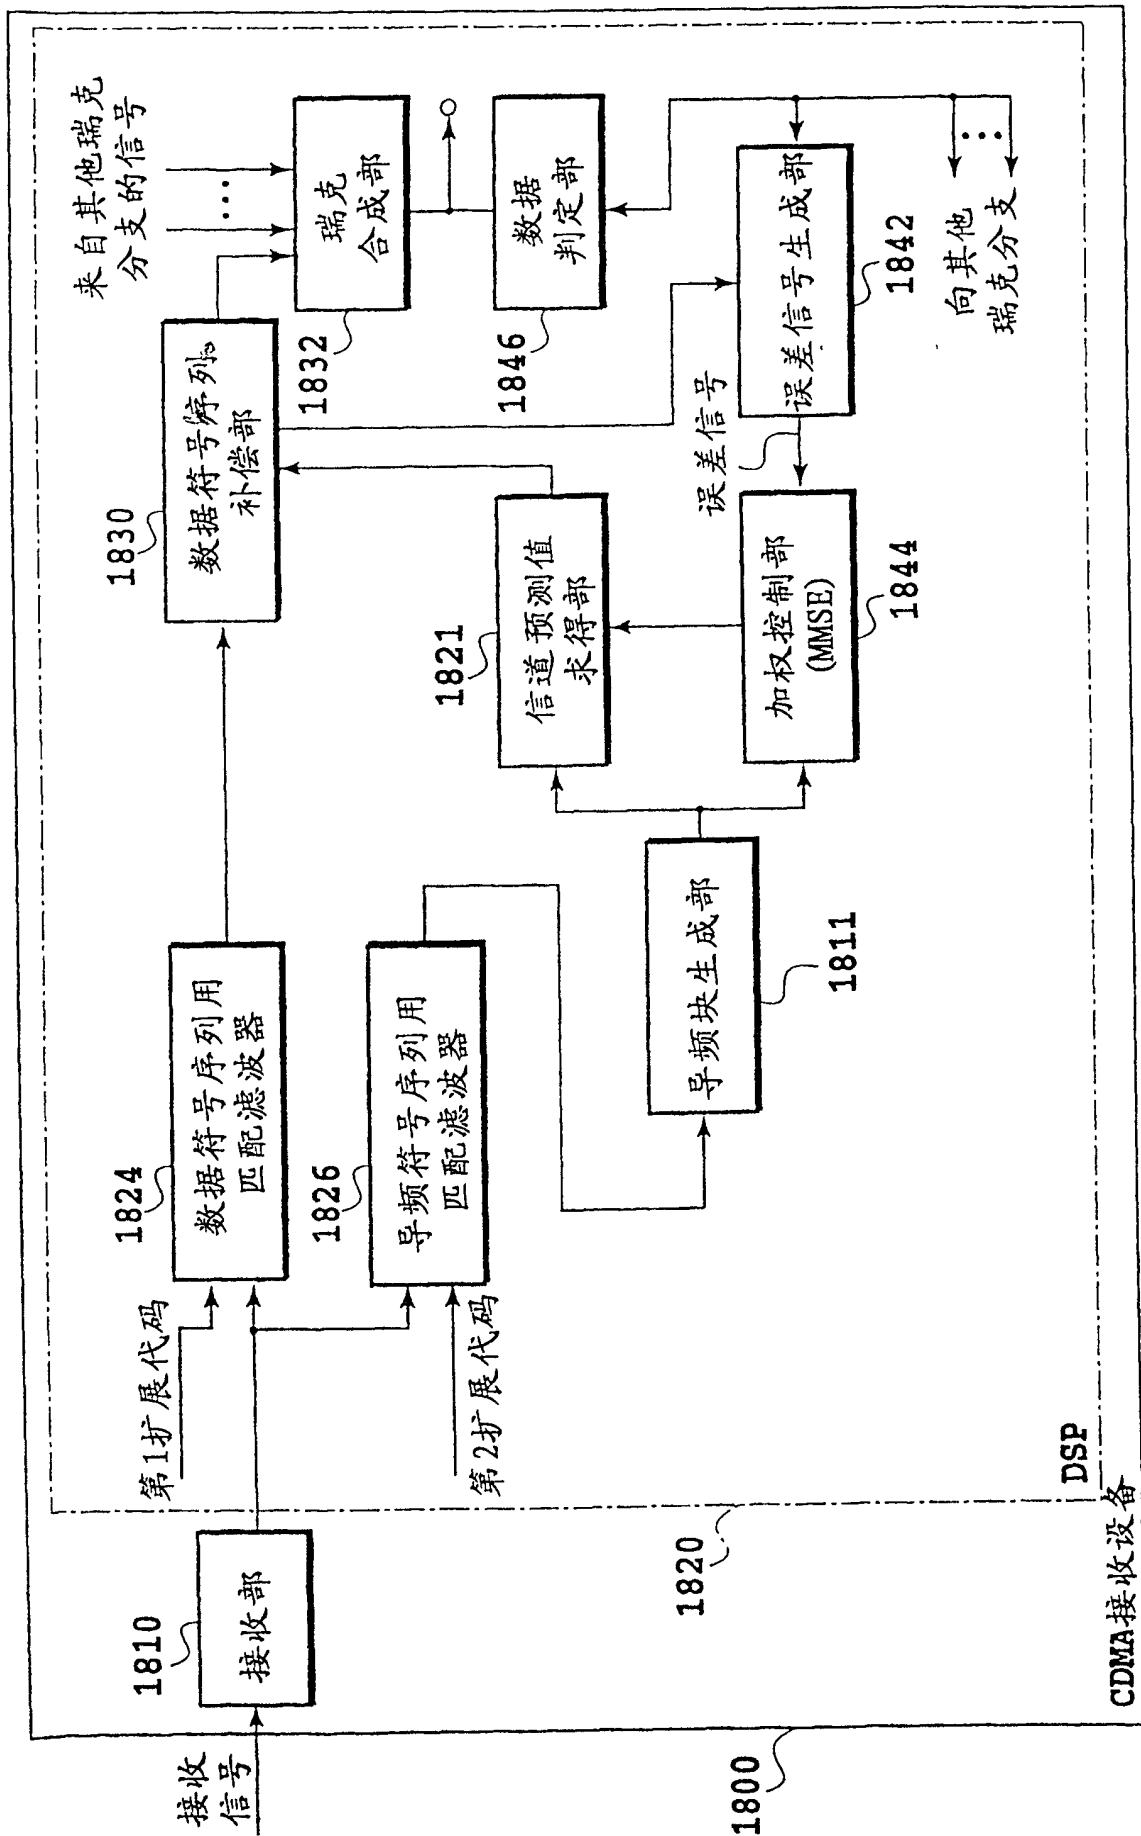 接收
信号
1800
1810
接收部
第1扩展代码
第2扩展代码
1824
数据符号序列用
匹配滤波器
1826
导频符号序列用
匹配滤波器
1811
导频块生成部
1830
数据符号序列
补偿部
1821
信道预测值
求得部
1844
加权控制部
(MMSE)
误差信号
来自其他瑞克
分支的信号
1832
瑞克
合成部
1846
数据
判定部
误差信号生成部
1842
向其他
瑞克分支
1820
DSP
CDMA接收设备